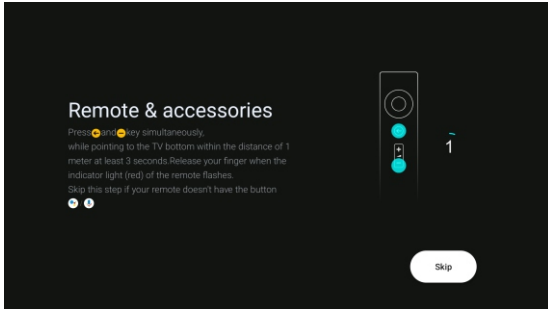 Remote & accessories
Press and key simultaneously,
while pointing to the TV bottom within the distance of 1
meter at least 3 seconds.Release your finger when the
indicator light (red) of the remote flashes.
Skip this step if your remote doesn't have the button
1
Skip